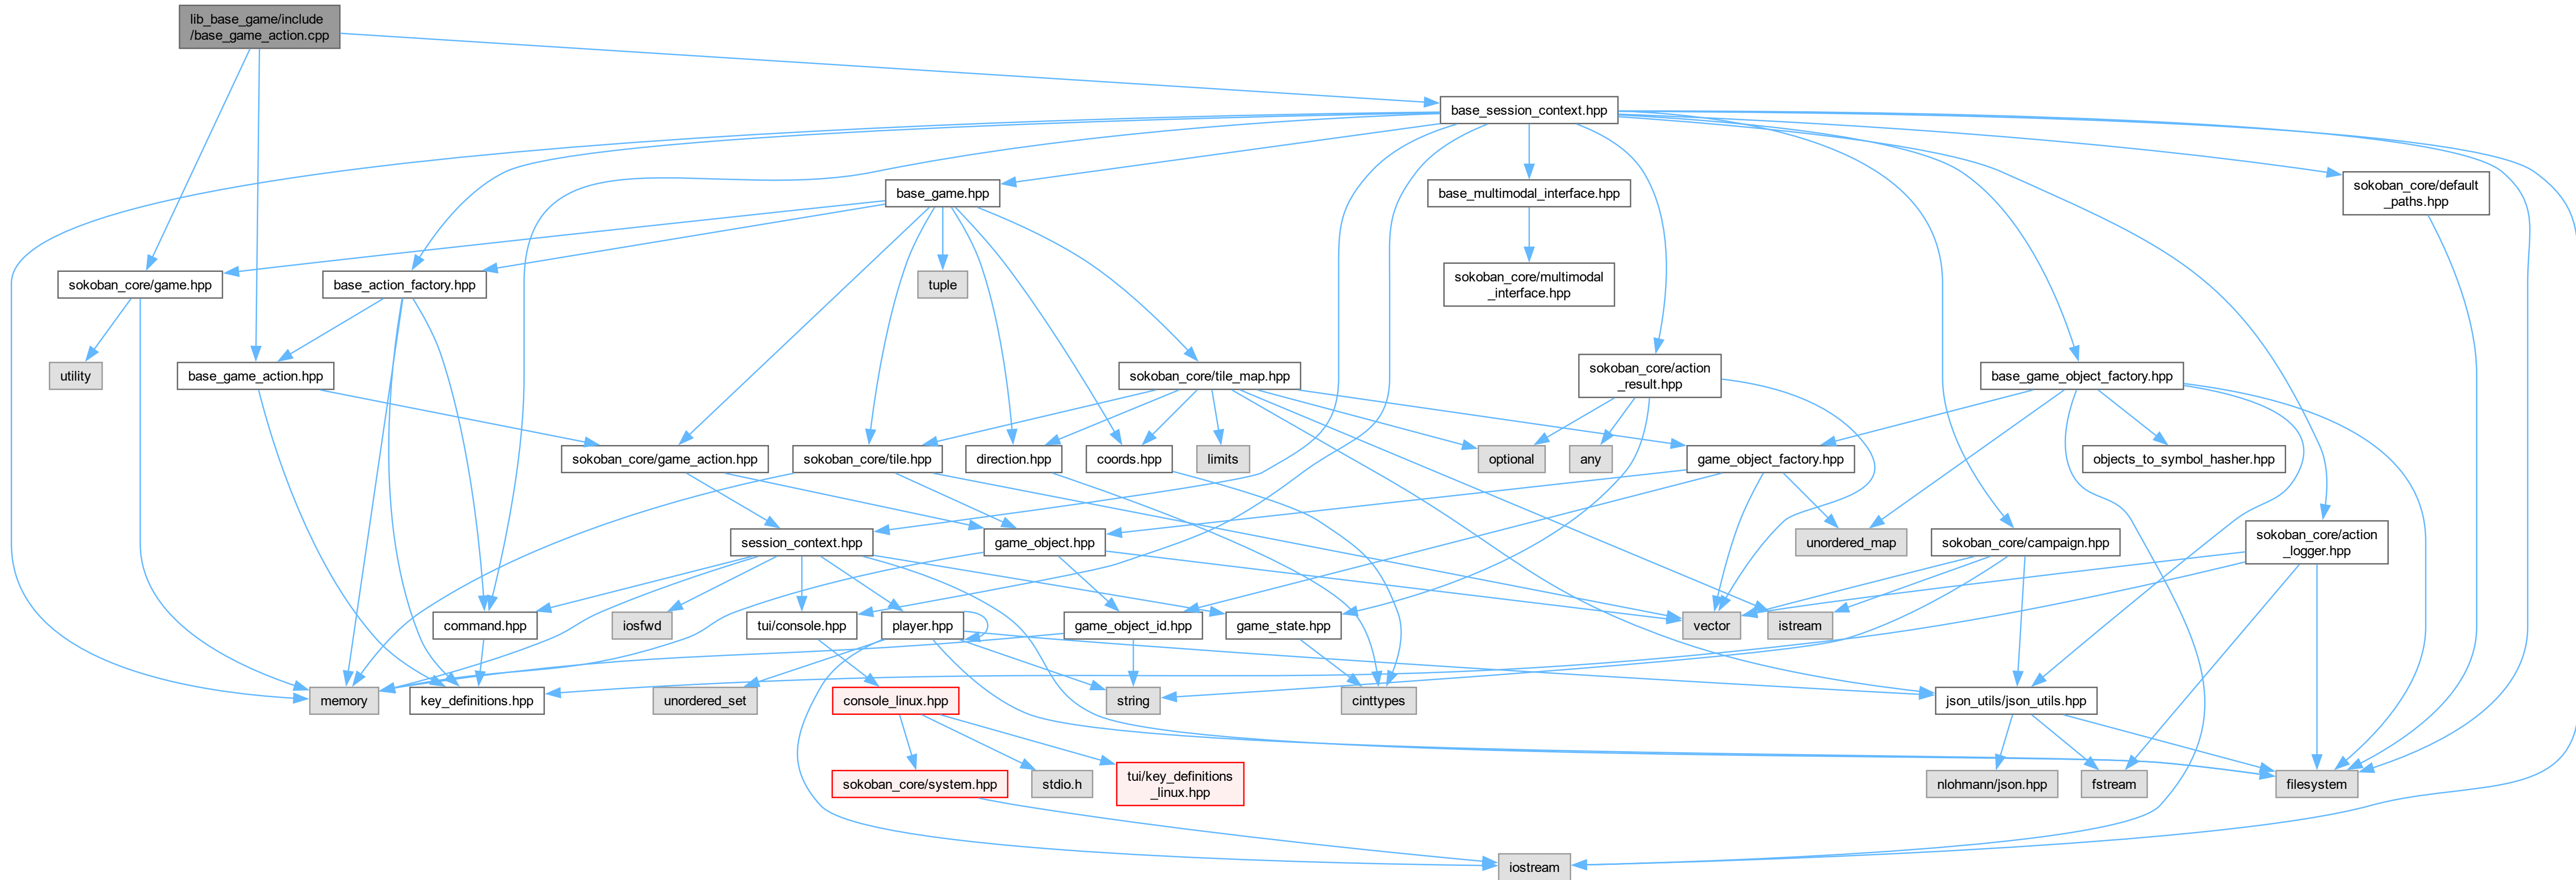 lib_base_game/include
/base_game_action.cpp
base_session_context.hpp
base_game.hpp
base_multimodal_interface.hpp
sokoban_core/default
_paths.hpp
sokoban_core/game.hpp
base_action_factory.hpp
tuple
sokoban_core/multimodal
_interface.hpp
utility
base_game_action.hpp
sokoban_core/tile_map.hpp
sokoban_core/action
_result.hpp
base_game_object_factory.hpp
sokoban_core/game_action.hpp
sokoban_core/tile.hpp
direction.hpp
coords.hpp
limits
optional
any
game_object_factory.hpp
objects_to_symbol_hasher.hpp
session_context.hpp
game_object.hpp
unordered_map
sokoban_core/campaign.hpp
sokoban_core/action
_logger.hpp
command.hpp
iosfwd
tui/console.hpp
player.hpp
game_object_id.hpp
game_state.hpp
vector
istream
memory
key_definitions.hpp
unordered_set
console_linux.hpp
string
cinttypes
json_utils/json_utils.hpp
sokoban_core/system.hpp
stdio.h
tui/key_definitions
_linux.hpp
nlohmann/json.hpp
fstream
filesystem
iostream